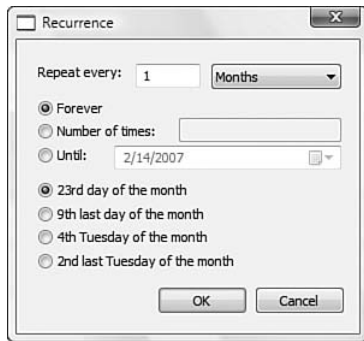 Recurrence
Repeat every: 1 Months
Forever
Number of times:
Until: 2/14/2007
23rd day of the month
9th last day of the month
4th Tuesday of the month
2nd last Tuesday of the month
OK Cancel